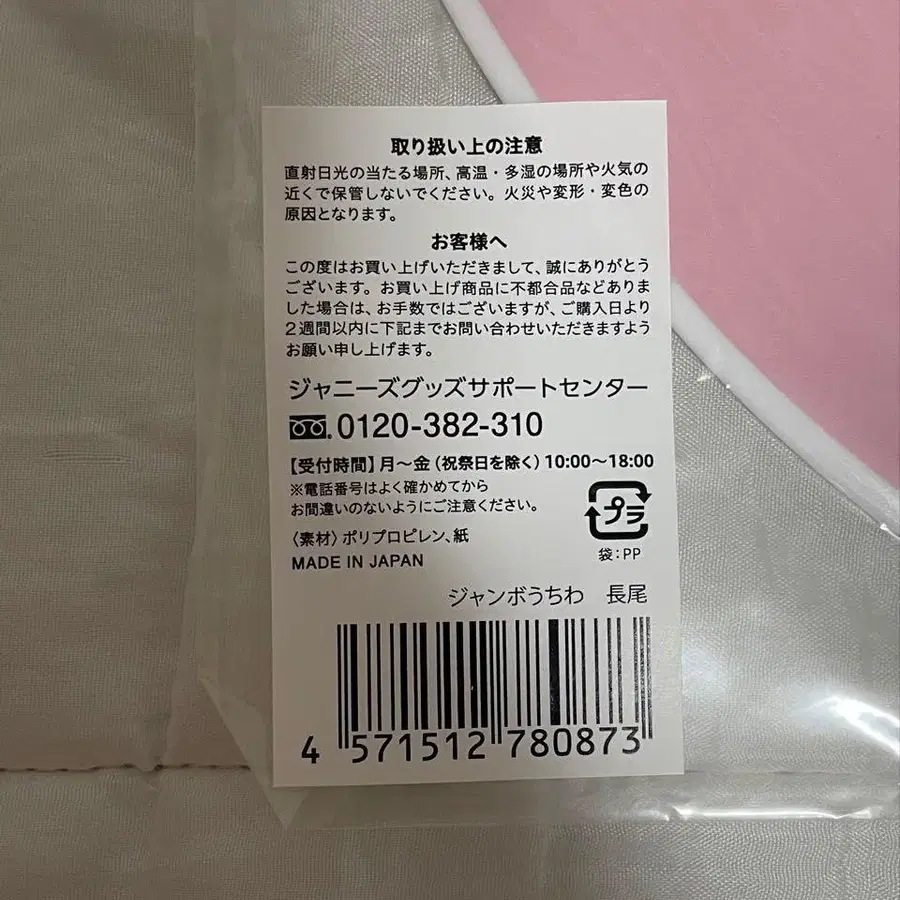 取り扱い上の注意
直射日光の当たる場所、高温・多湿の場所や火気の
近くで保管しないでください。火災や変形・変色の
原因となります。
お客様へ
この度はお買い上げいただきまして、誠にありがとう
ございます。お買い上げ商品に不都合品などありま
した場合は、お手数ではございますが、ご購入日より
2週間以内に下記までお問い合わせいただきますよう
お願い申し上げます。
ジャニーズグッズサポートセンター
0120-382-310
【受付時間】月〜金（祝祭日を除く）10:00〜18:00
※電話番号はよく確かめてから
お間違いのないようにご注意ください。
プラ
袋:PP
〈素材〉ポリプロピレン、紙
MADE IN JAPAN
ジャンボうちわ 長尾
4 571512 780873